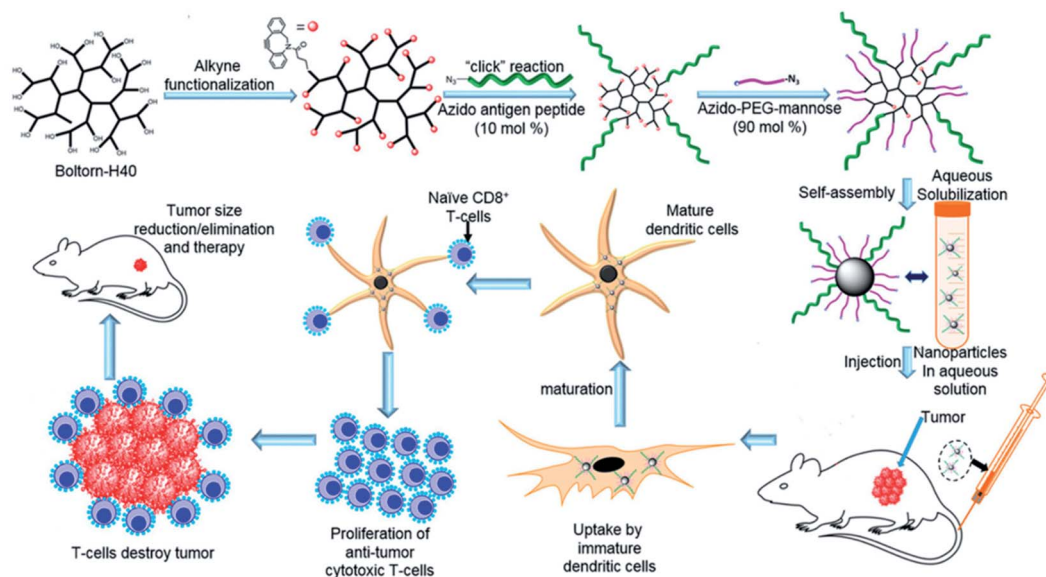 Boltorn-H40
Alkyne
functionalization
=
N
O
"click" reaction
N₃
Azido antigen peptide
(10 mol %)
-N₃
Azido-PEG-mannose
(90 mol %)
Self-assembly
Aqueous
Solubilization
Injection
Nanoparticles
In aqueous
solution
Tumor
Uptake by
immature
dendritic cells
maturation
Mature
dendritic cells
Naïve CD8⁺
T-cells
Proliferation of
anti-tumor
cytotoxic T-cells
T-cells destroy tumor
Tumor size
reduction/elimination
and therapy